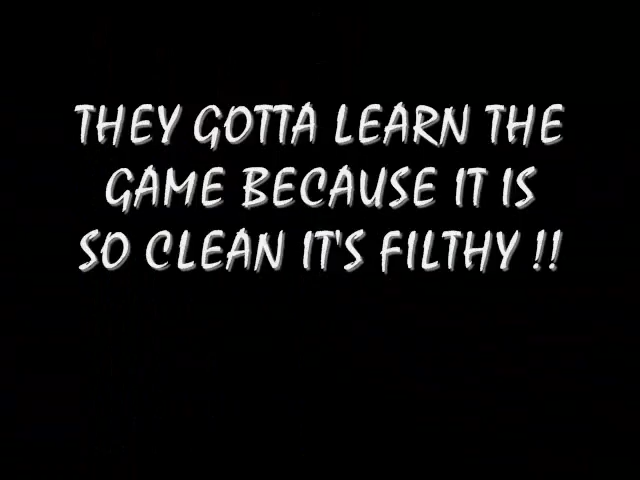 THEY GOTTA LEARN THE
GAME BECAUSE IT IS
SO CLEAN IT'S FILTHY !!